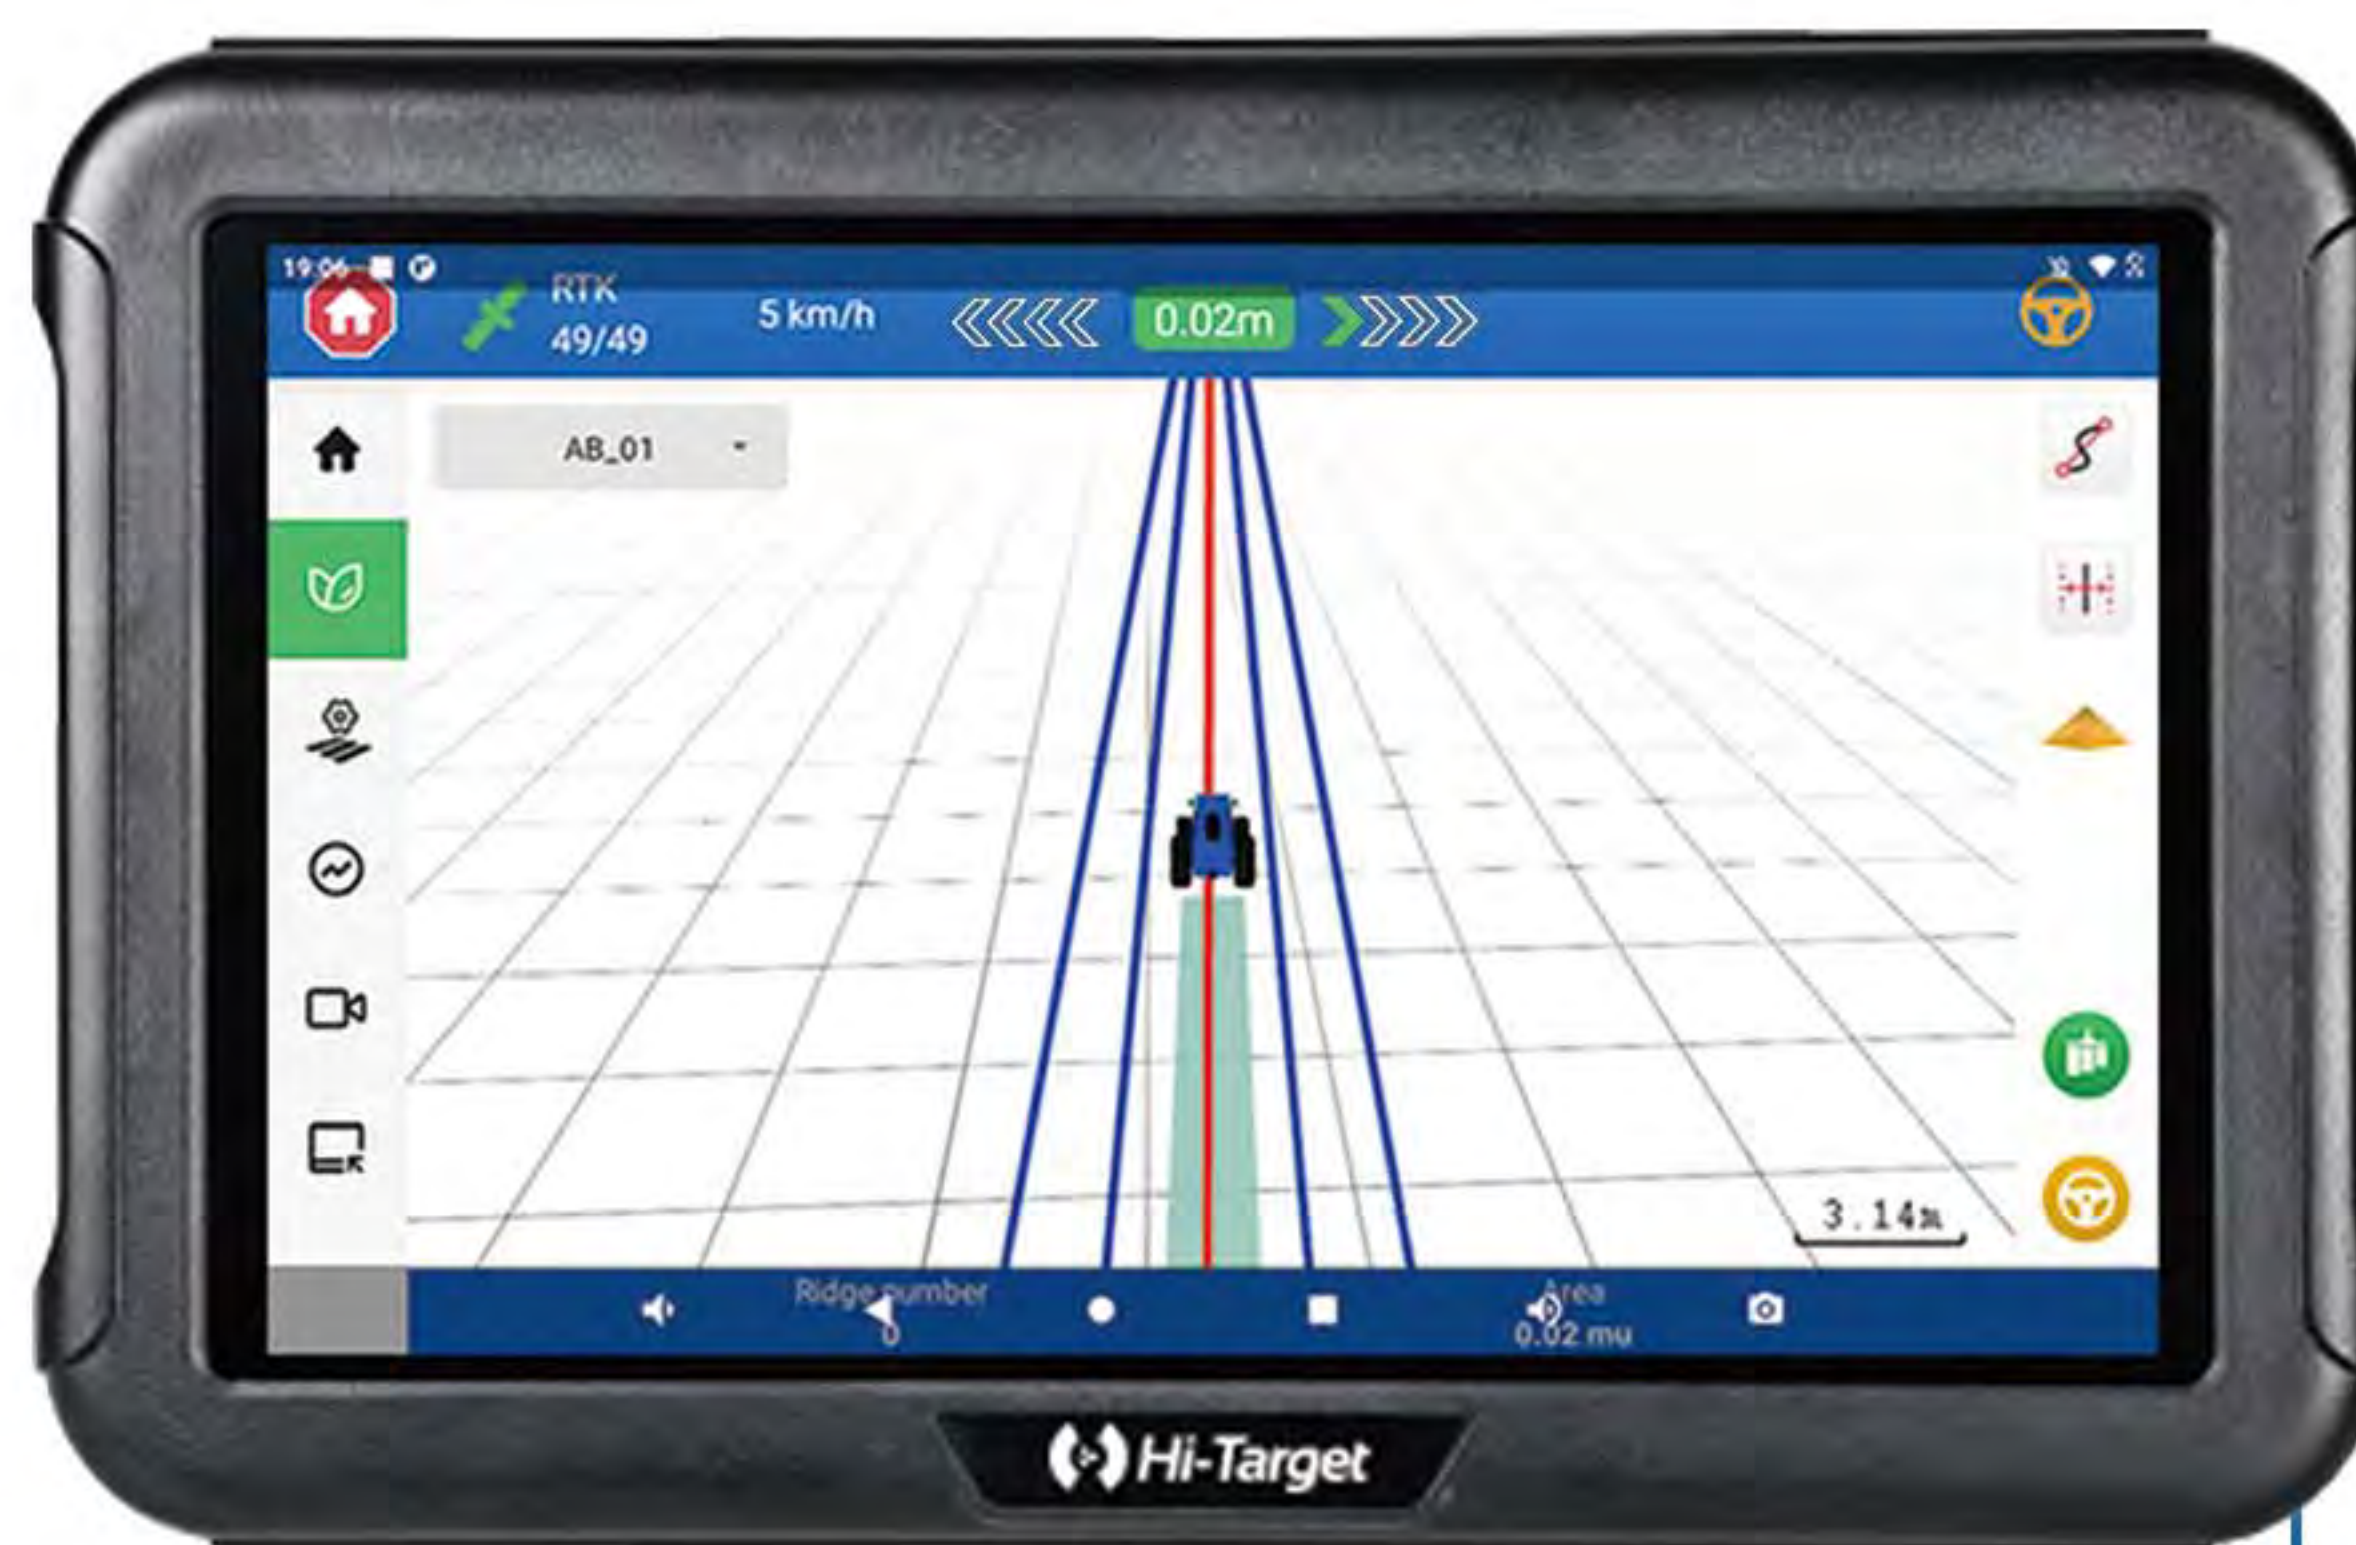 19:06
RTK
49/49
5 km/h
0.02m
AB_01
3.14m
Ridge number
0
Area
0.02 mu
Hi-Target